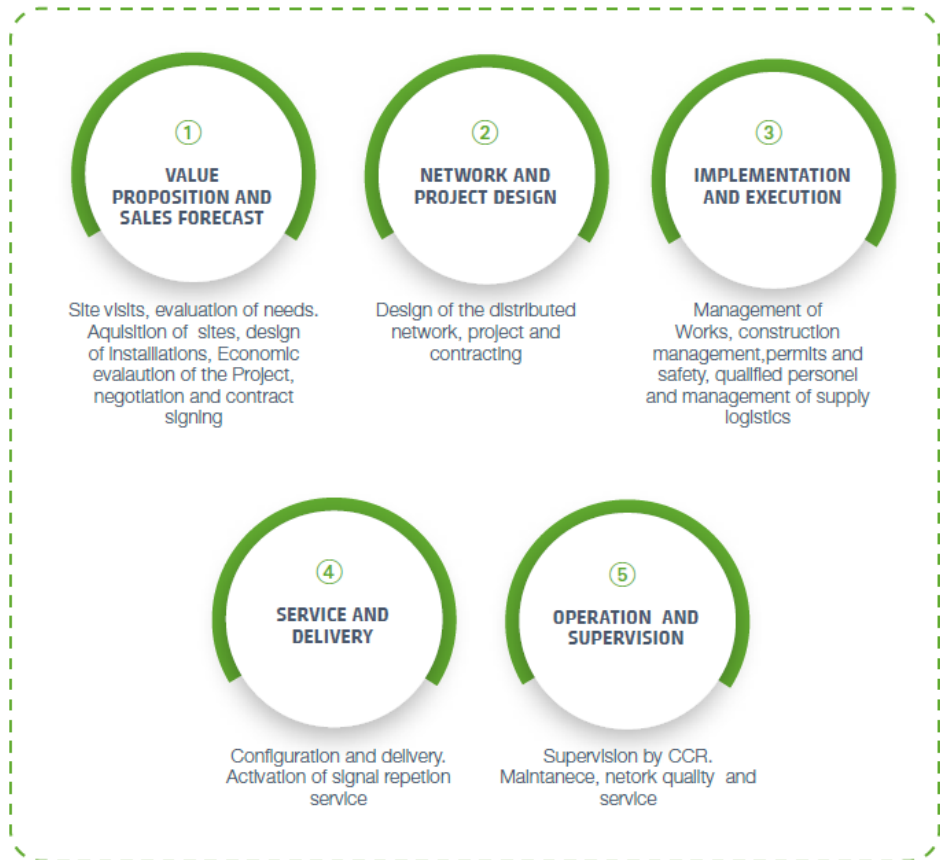 1
VALUE
PROPOSITION AND
SALES FORECAST
Site visits, evaluation of needs.
Aquisition of sites, design
of installiations, Economic
evalaution of the Project,
negotiation and contract
signing
2
NETWORK AND
PROJECT DESIGN
Design of the distributed
network, project and
contracting
3
IMPLEMENTATION
AND EXECUTION
Management of
Works, construction
management,permits and
safety, qualified personel
and management of supply
logistics
4
SERVICE AND
DELIVERY
Configuration and delivery.
Activation of signal repetion
service
5
OPERATION AND
SUPERVISION
Supervision by CCR.
Maintanece, network quality and
service